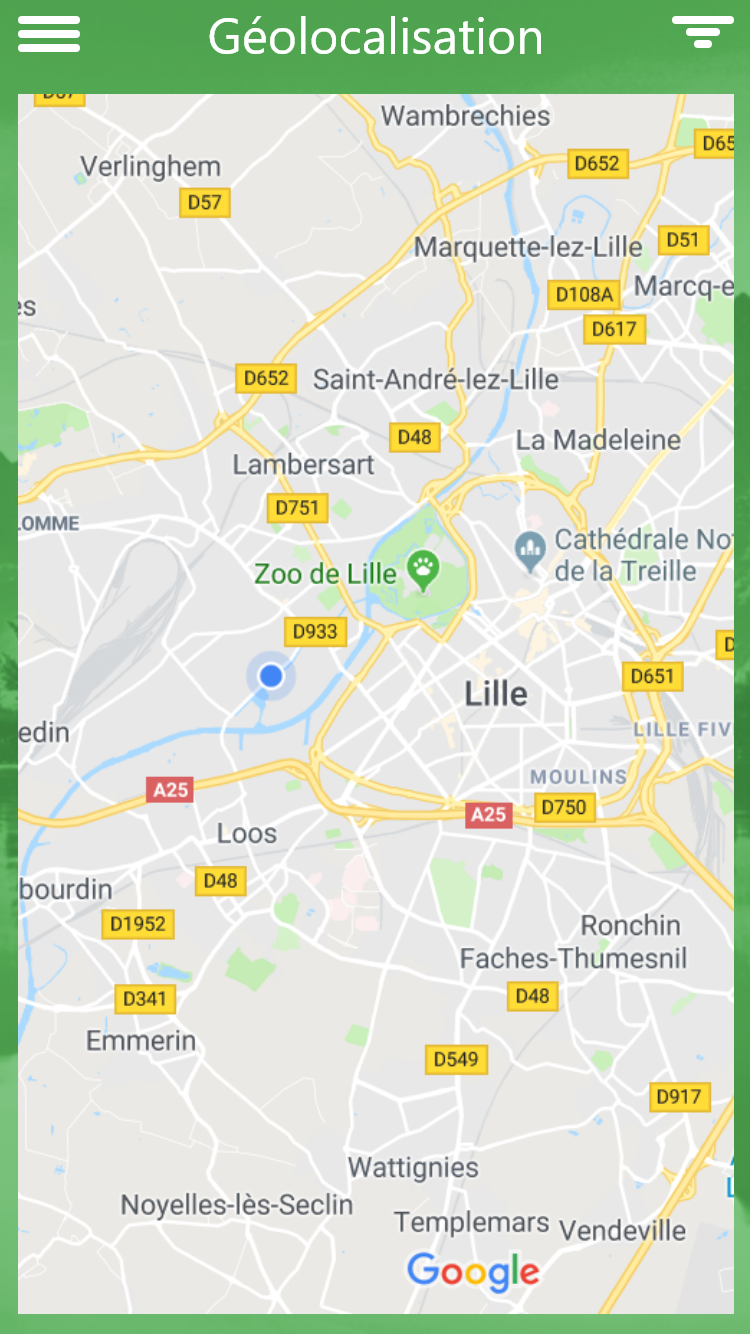 Géolocalisation
D57
Wambrechies
D652
D65
Verlinghem
D57
Marquette-lez-Lille
D51
D108A
Marcq-e
es
D617
D652
Saint-André-lez-Lille
D48
La Madeleine
Lambersart
D751
LOMME
Cathédrale No
de la Treille
Zoo de Lille
D933
D
D651
Lille
edin
LILLE FIV
MOULINS
A25
A25
D750
Loos
D48
bourdin
D1952
Ronchin
Faches-Thumesnil
D341
D48
Emmerin
D549
D917
Wattignies
Noyelles-lès-Seclin
Templemars
Vendeville
Google